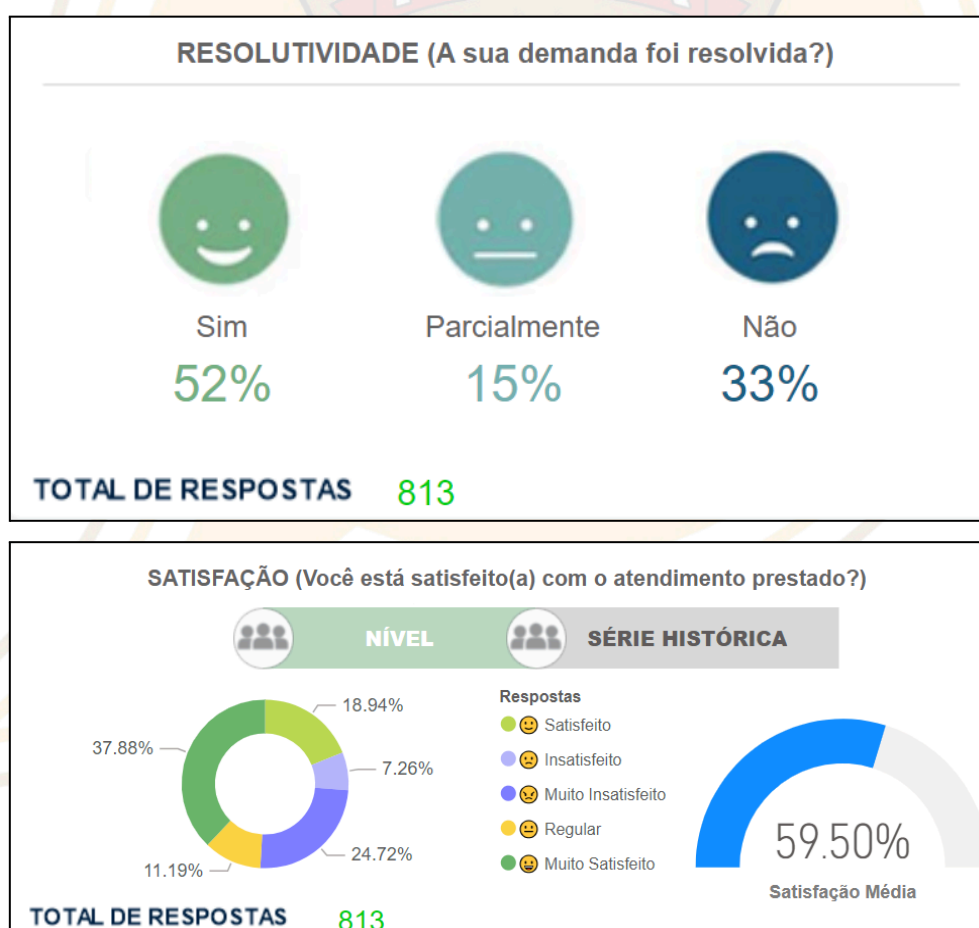 RESOLUTIVIDADE (A sua demanda foi resolvida?)
Sim
Parcialmente
Não
52%
15%
33%
TOTAL DE RESPOSTAS 813
SATISFAÇÃO (Você está satisfeito(a) com o atendimento prestado?)
NÍVEL
SÉRIE HISTÓRICA
18.94%
7.26%
24.72%
11.19%
37.88%
Respostas
Satisfeito
Insatisfeito
Muito Insatisfeito
Regular
Muito Satisfeito
59.50%
Satisfação Média
TOTAL DE RESPOSTAS 813